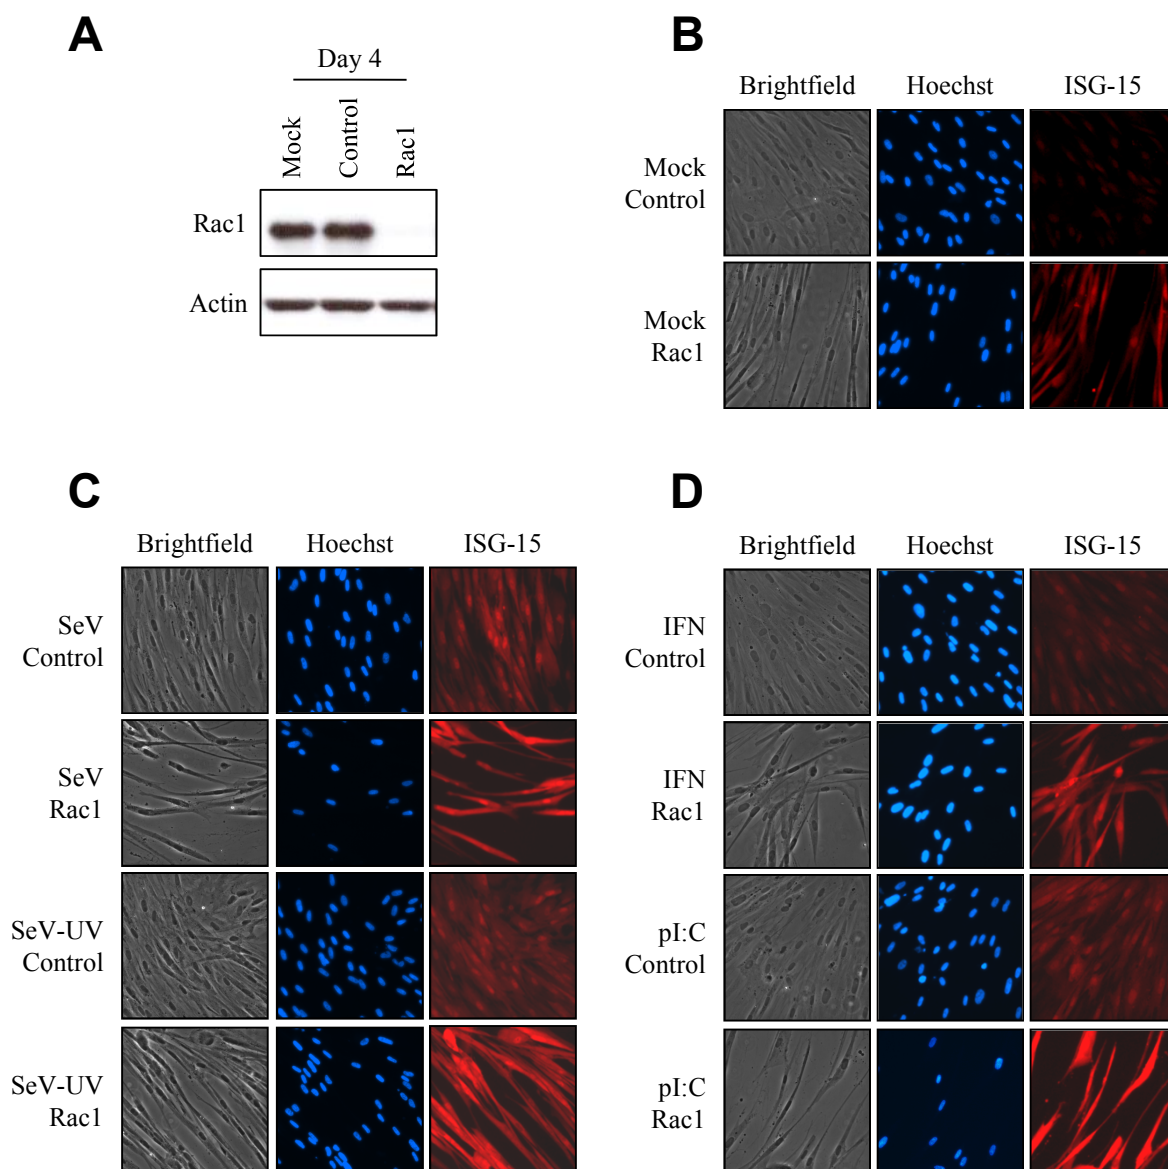 A
Day 4
Mock
Control
Rac1
Rac1
Actin
B
Brightfield
Hoechst
ISG-15
Mock
Control
Mock
Rac1
C
Brightfield
Hoechst
ISG-15
SeV
Control
SeV
Rac1
SeV-UV
Control
SeV-UV
Rac1
D
Brightfield
Hoechst
ISG-15
IFN
Control
IFN
Rac1
pI:C
Control
pI:C
Rac1